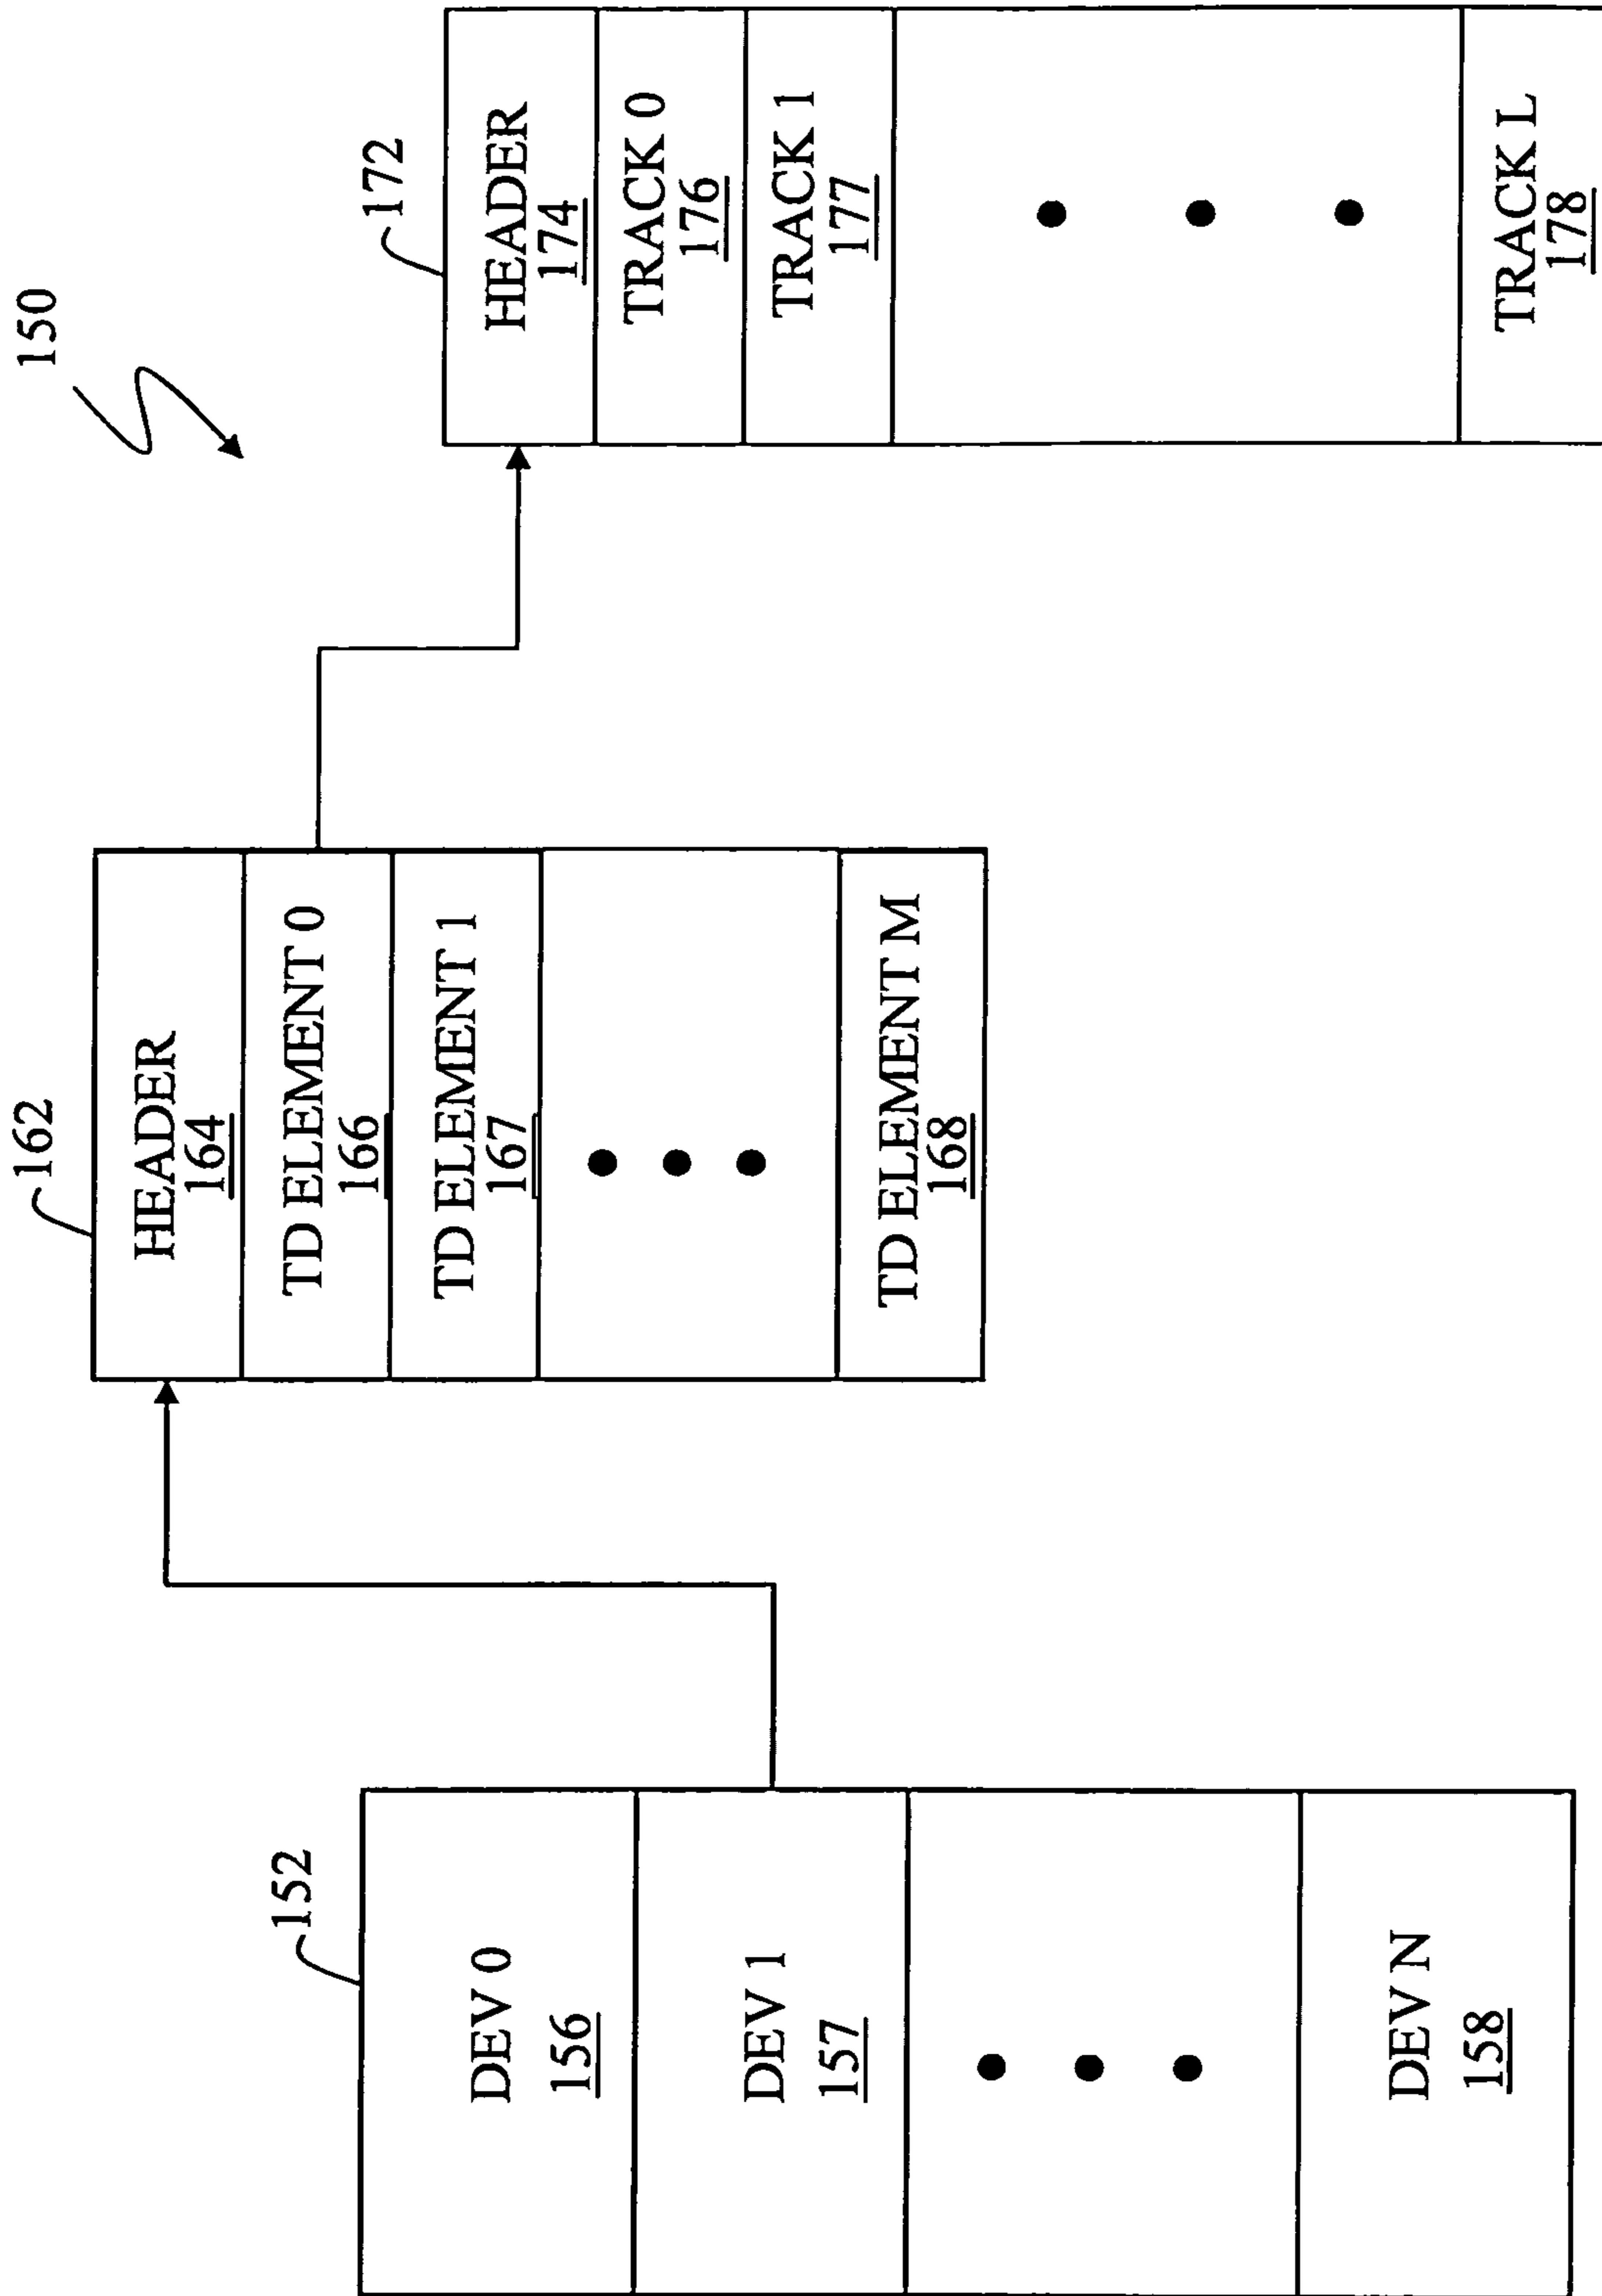 150
152
DEV 0
156
DEV 1
157
DEV N
158
162
HEADER
164
TD ELEMENT 0
166
TD ELEMENT 1
167
TD ELEMENT M
168
172
HEADER
174
TRACK 0
176
TRACK 1
177
TRACK L
178